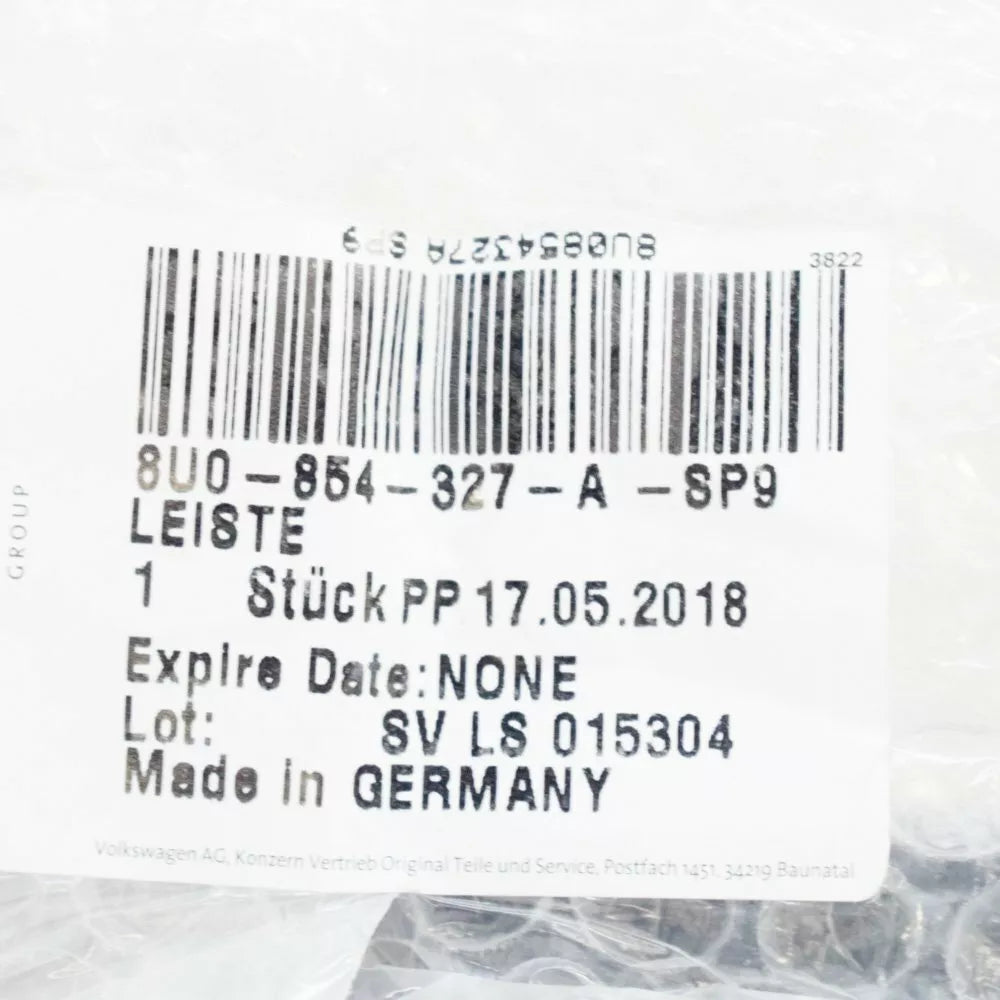 8U0854327A SP9
3822
8U0-854-327-A -SP9
LEISTE
1 Stück PP 17.05.2018
Expire Date:NONE
Lot: SV LS 015304
Made in GERMANY
Volkswagen AG, Konzern Vertrieb Original Teile und Service, Postfach 1451, 34219 Baunatal
GROUP